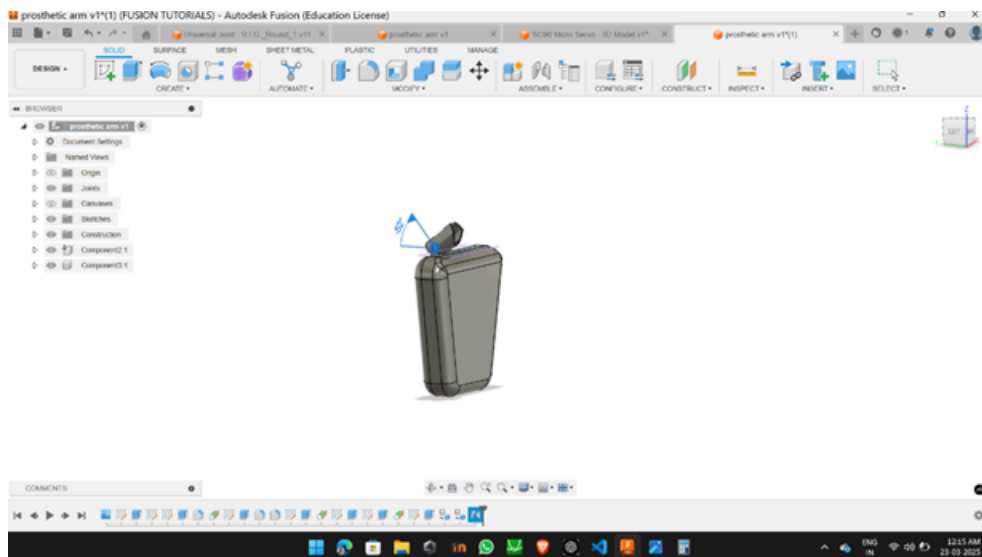 prosthetic arm v1*(1) (FUSION TUTORIALS) - Autodesk Fusion (Education License)
Universal Joint - R.I.O._Round_1 v11
prosthetic arm v1
SG90 Micro Servo - 3D Model v1*
prosthetic arm v1*(1)
SOLID SURFACE MESH SHEET METAL PLASTIC UTILITIES MANAGE
DESIGN
CREATE AUTOMATE MODIFY ASSEMBLE CONFIGURE CONSTRUCT INSPECT INSERT SELECT
BROWSER
prosthetic arm v1
Document Settings
Named Views
Origin
Joints
Canvases
Sketches
Construction
Component2:1
Component3:1
Z
COMMENTS
ENG
IN
12:15 AM
23-03-2025